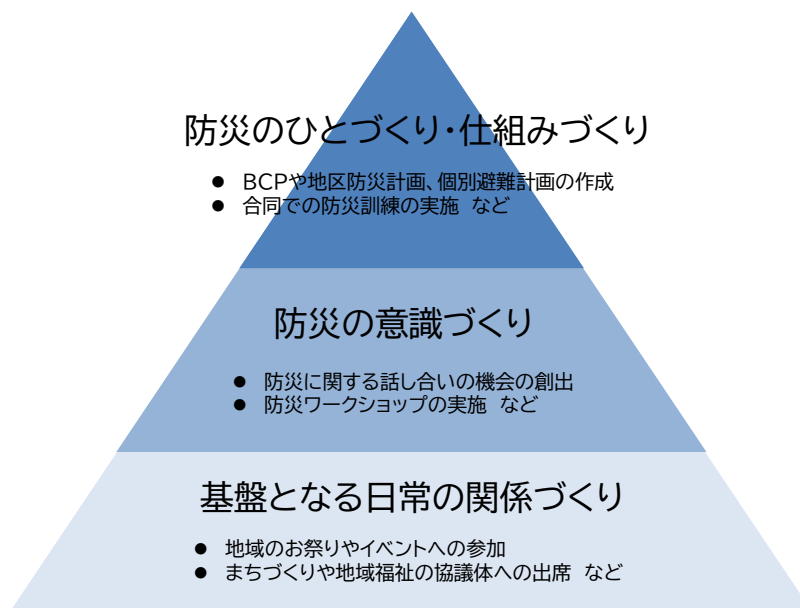 防災のひとづくり・仕組みづくり
● BCPや地区防災計画、個別避難計画の作成
● 合同での防災訓練の実施 など
防災の意識づくり
● 防災に関する話し合いの機会の創出
● 防災ワークショップの実施 など
基盤となる日常の関係づくり
● 地域のお祭りやイベントへの参加
● まちづくりや地域福祉の協議体への出席 など